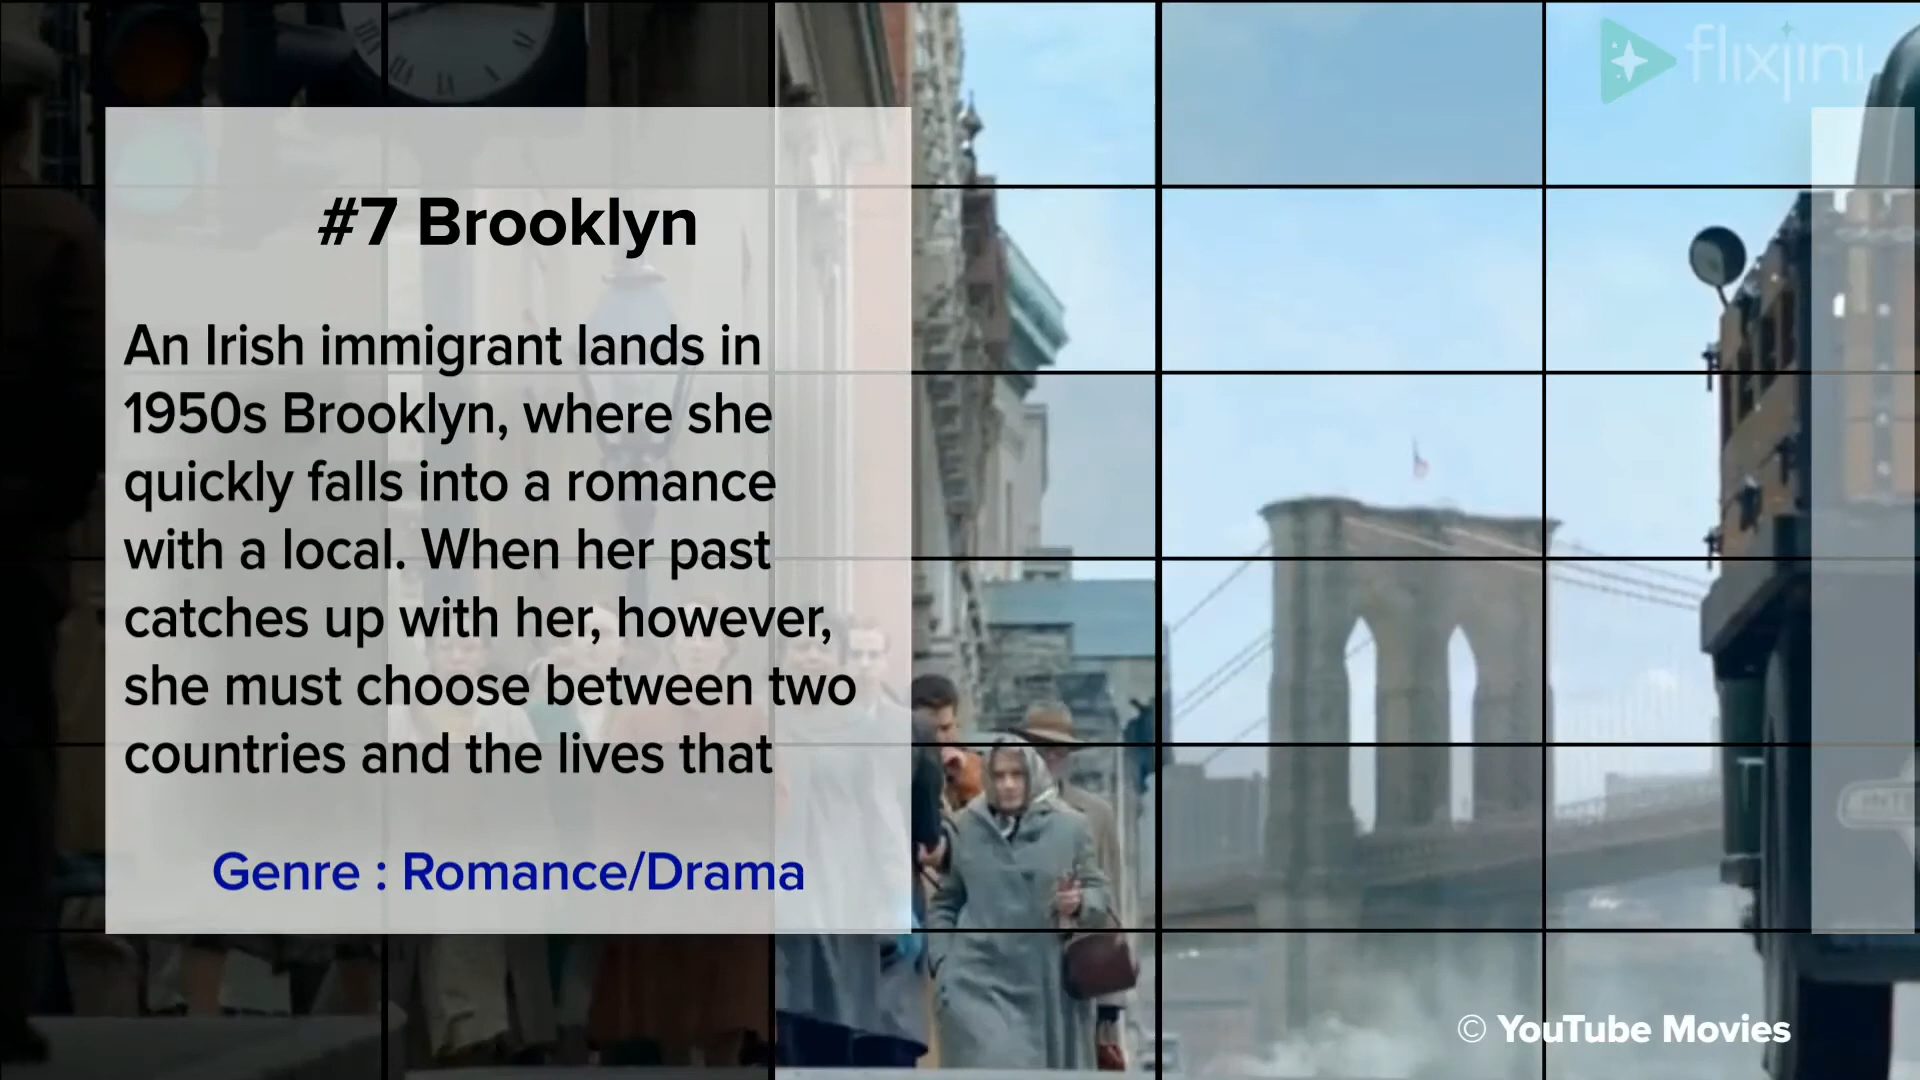 flixjini
#7 Brooklyn
An Irish immigrant lands in
1950s Brooklyn, where she
quickly falls into a romance
with a local. When her past
catches up with her, however,
she must choose between two
countries and the lives that
Genre : Romance/Drama
© YouTube Movies